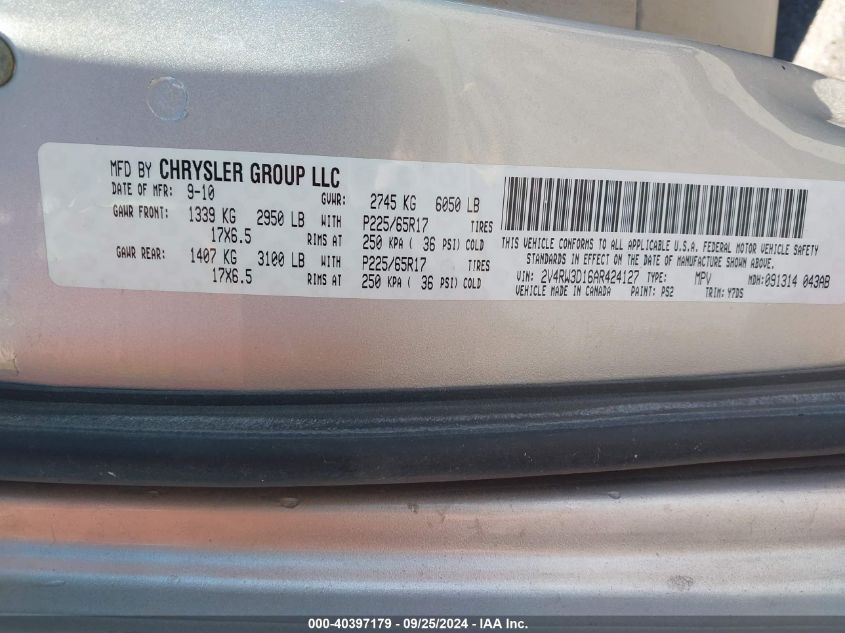 MFD BY CHRYSLER GROUP LLC
DATE OF MFR: 9-10 GVWR: 2745 KG 6050 LB
GAWR FRONT: 1339 KG 2950 LB WITH P225/65R17 TIRES
17X6.5 RIMS AT 250 KPA ( 36 PSI) COLD
GAWR REAR: 1407 KG 3100 LB WITH P225/65R17 TIRES
17X6.5 RIMS AT 250 KPA ( 36 PSI) COLD
THIS VEHICLE CONFORMS TO ALL APPLICABLE U.S.A. FEDERAL MOTOR VEHICLE SAFETY
STANDARDS IN EFFECT ON THE DATE OF MANUFACTURE SHOWN ABOVE.
VIN: 2V4RW3D16AR424127 TYPE: MPV MDH:091314 043AB
VEHICLE MADE IN CANADA PAINT: PS2 TRIM: Y7DS
000-40397179 - 09/25/2024 - IAA Inc.